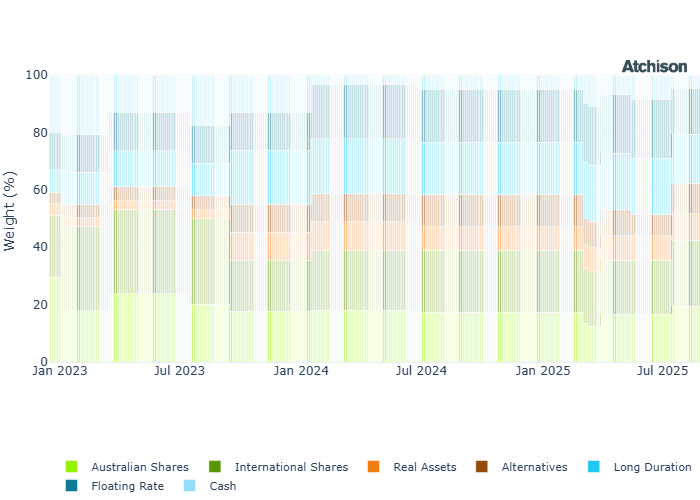 Atchison
100
80
60
40
20
0
Weight (%)
Jan 2023 Jul 2023 Jan 2024 Jul 2024 Jan 2025 Jul 2025
Australian Shares International Shares Real Assets Alternatives Long Duration
Floating Rate Cash